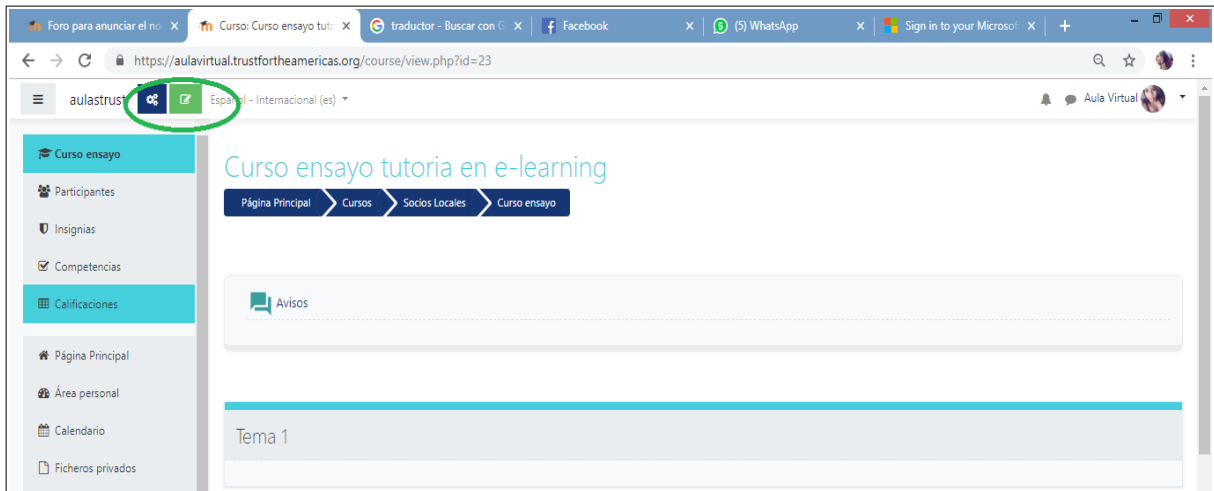 Foro para anunciar el no
Curso: Curso ensayo tuto
traductor - Buscar con G
Facebook
(5) WhatsApp
Sign in to your Microsof
https://aulavirtual.trustfortheamericas.org/course/view.php?id=23
aulastrust
Español - Internacional (es)
Aula Virtual
Curso ensayo
Participantes
Insignias
Competencias
Calificaciones
Página Principal
Área personal
Calendario
Ficheros privados
Curso ensayo tutoria en e-learning
Página Principal Cursos Socios Locales Curso ensayo
Avisos
Tema 1